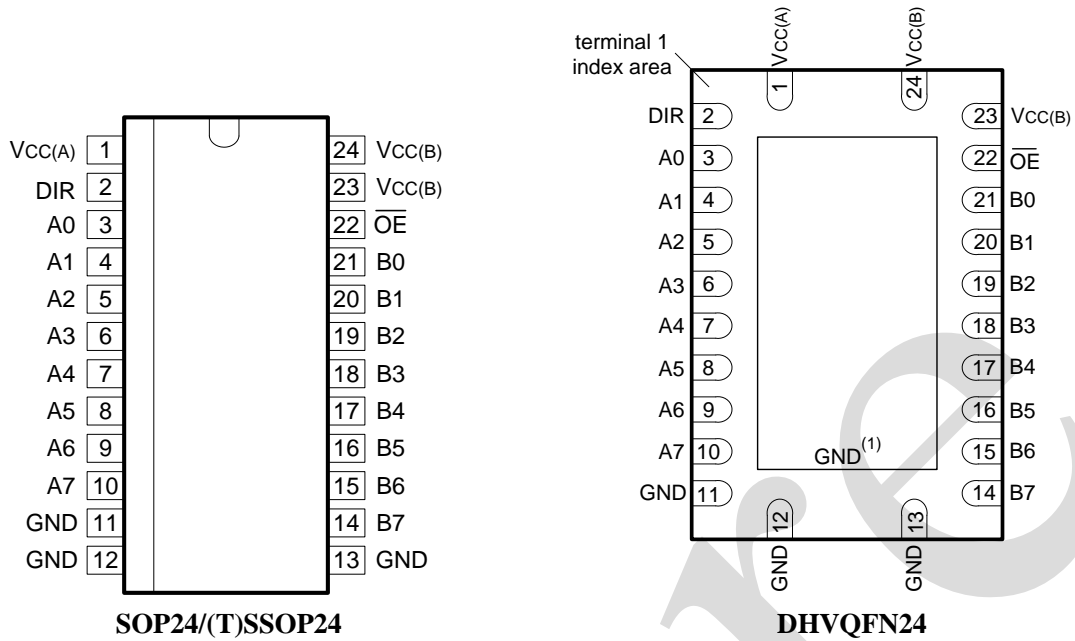 VCC(A) 1
DIR 2
A0 3
A1 4
A2 5
A3 6
A4 7
A5 8
A6 9
A7 10
GND 11
GND 12
24 VCC(B)
23 VCC(B)
22 OE
21 B0
20 B1
19 B2
18 B3
17 B4
16 B5
15 B6
14 B7
13 GND
SOP24/(T)SSOP24
terminal 1
index area
1 VCC(A)
24 VCC(B)
DIR 2
A0 3
A1 4
A2 5
A3 6
A4 7
A5 8
A6 9
A7 10
GND 11
23 VCC(B)
22 OE
21 B0
20 B1
19 B2
18 B3
17 B4
16 B5
15 B6
14 B7
GND(1)
GND 12
GND 13
DHVQFN24